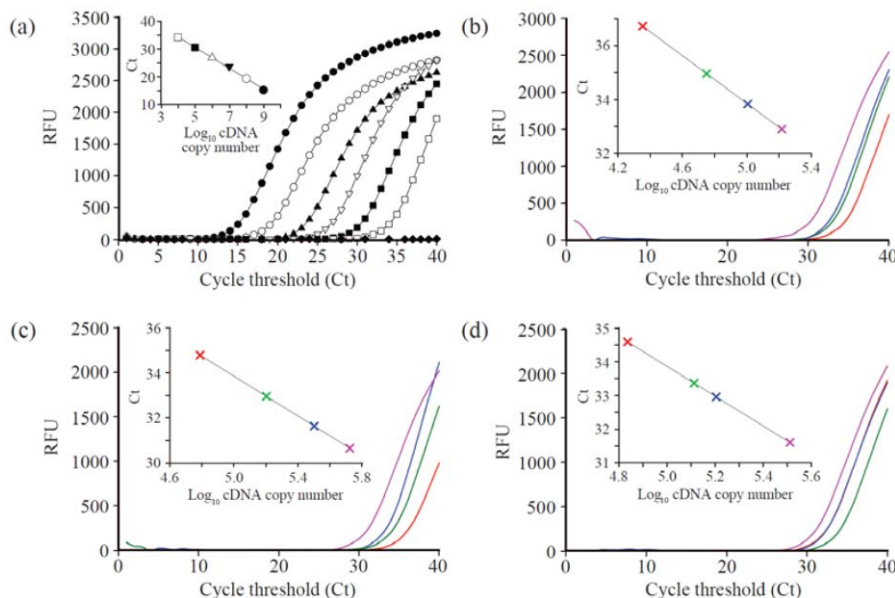 (a)
3500
3000
2500
2000
1500
1000
500
0
RFU
40
30
20
10
Ct
3 5 7 9
Log10 cDNA
copy number
0 5 10 15 20 25 30 35 40
Cycle threshold (Ct)
(b)
3000
2500
2000
1500
1000
500
0
RFU
36
34
32
Ct
4.2 4.6 5.0 5.4
Log10 cDNA copy number
0 10 20 30 40
Cycle threshold (Ct)
(c)
2500
2000
1500
1000
500
0
RFU
36
34
32
30
Ct
4.6 5.0 5.4 5.8
Log10 cDNA copy number
0 10 20 30 40
Cycle threshold (Ct)
(d)
2500
2000
1500
1000
500
0
RFU
35
34
33
32
31
Ct
4.8 5.0 5.2 5.4 5.6
Log10 cDNA copy number
0 10 20 30 40
Cycle threshold (Ct)